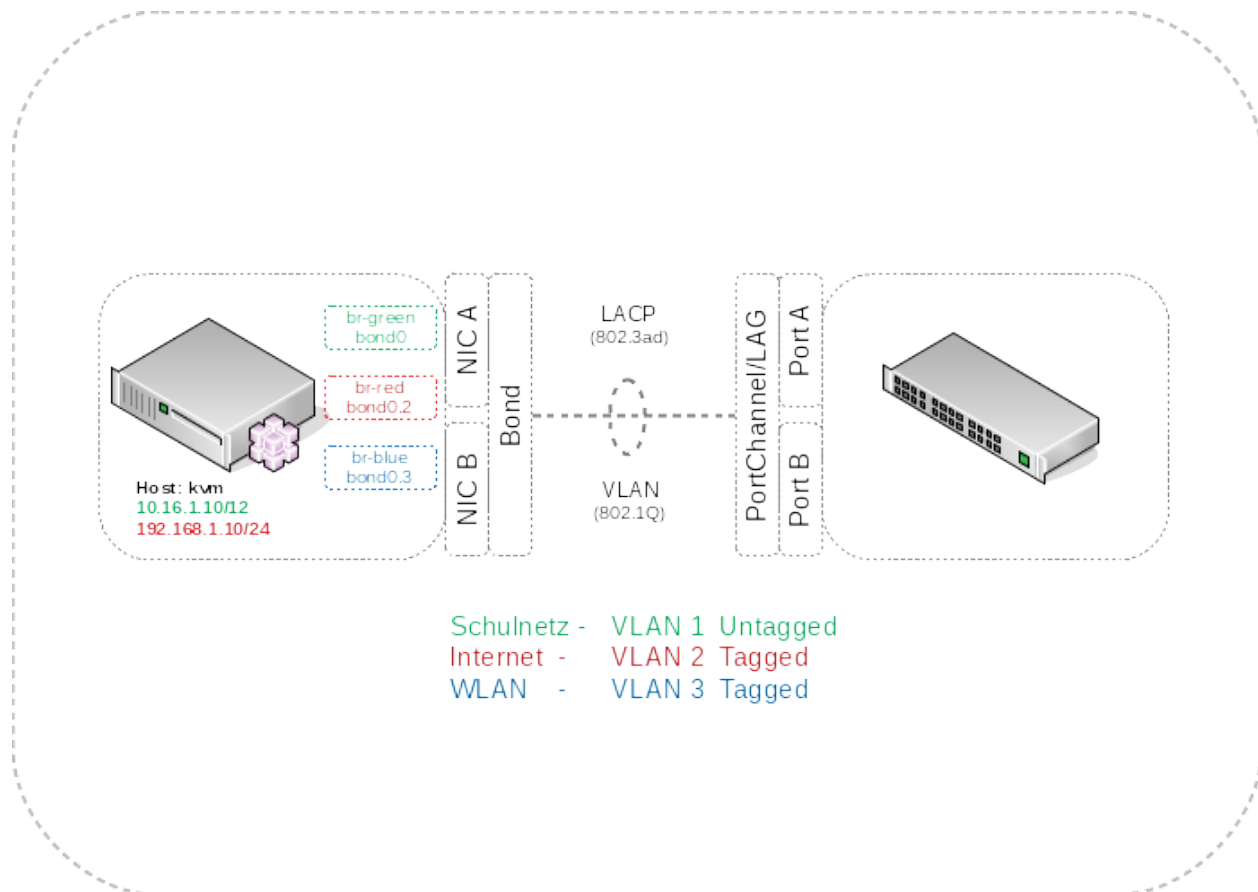 br-green
bond0
br-red
bond0.2
br-blue
bond0.3
Host: kvm
10.16.1.10/12
192.168.1.10/24
NIC A
NIC B
Bond
LACP
(802.3ad)
VLAN
(802.1Q)
PortChannel/LAG
Port A
Port B
Schulnetz - VLAN 1 Untagged
Internet - VLAN 2 Tagged
WLAN - VLAN 3 Tagged